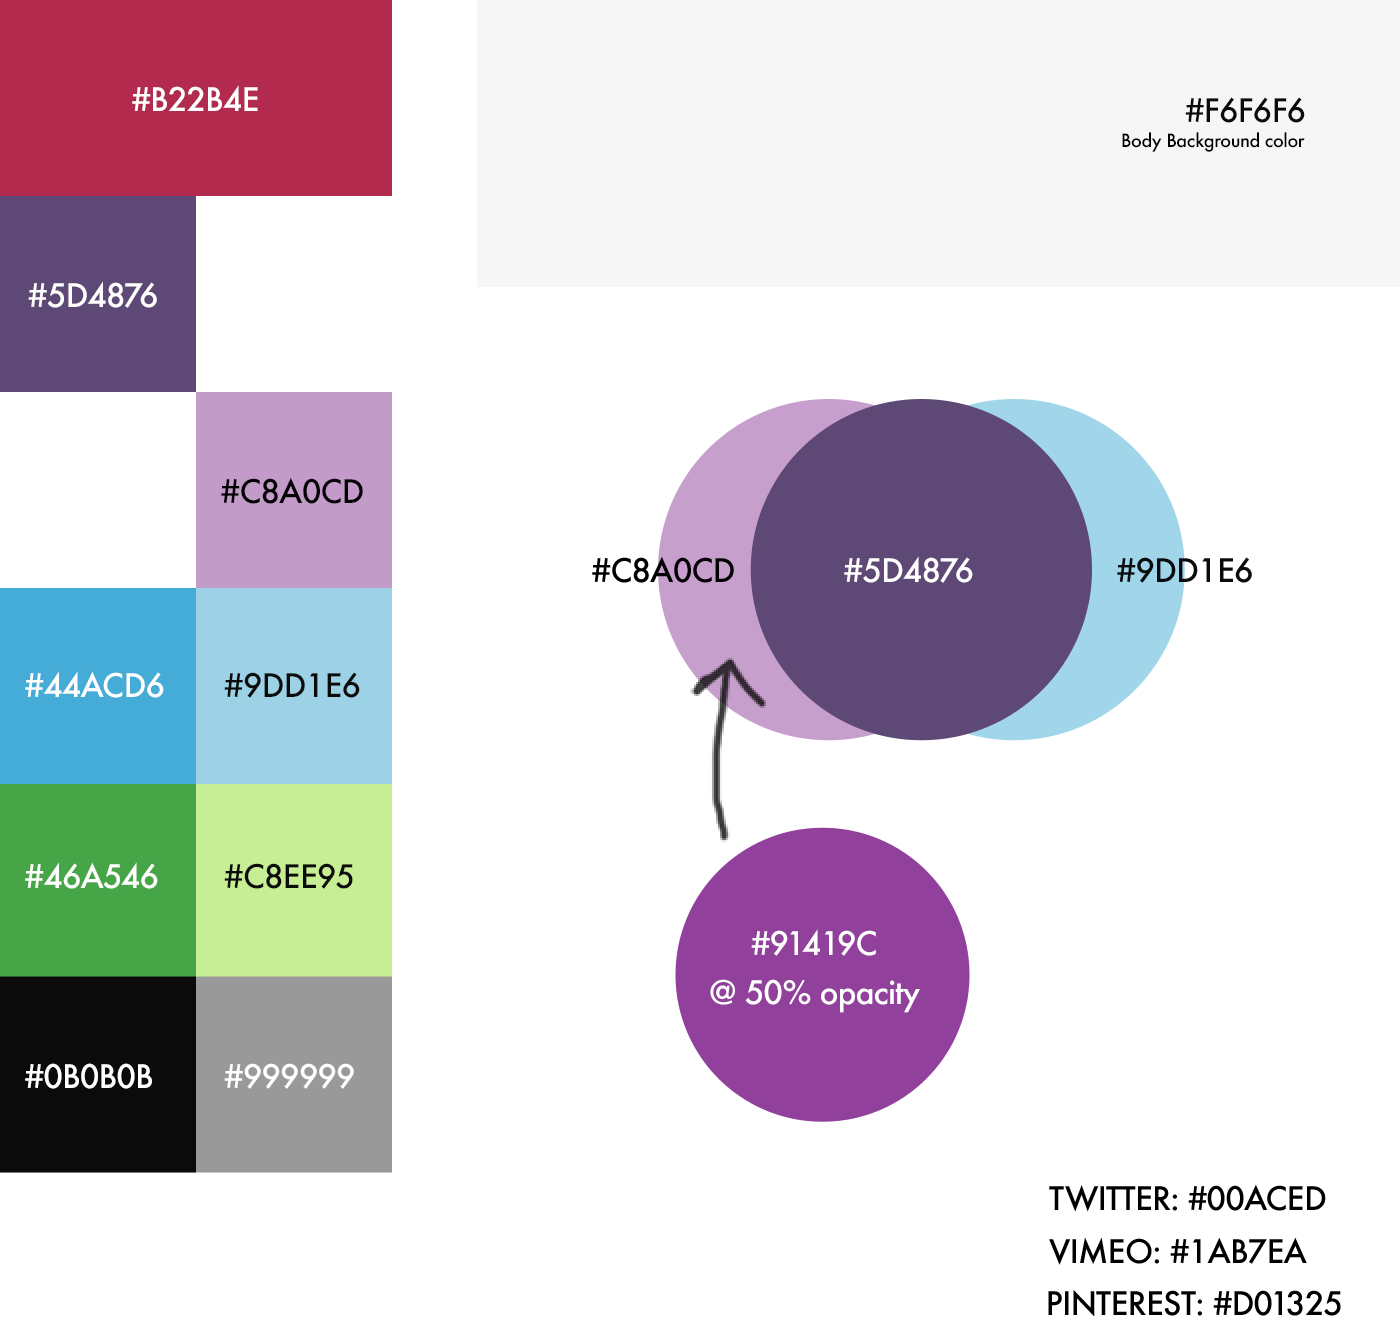 #B22B4E
#F6F6F6
Body Background color
#5D4876
#C8A0CD
#C8A0CD
#5D4876
#9DD1E6
#44ACD6
#9DD1E6
#46A546
#C8EE95
#91419C
@ 50% opacity
#0B0B0B
#999999
TWITTER: #00ACED
VIMEO: #1AB7EA
PINTEREST: #D01325